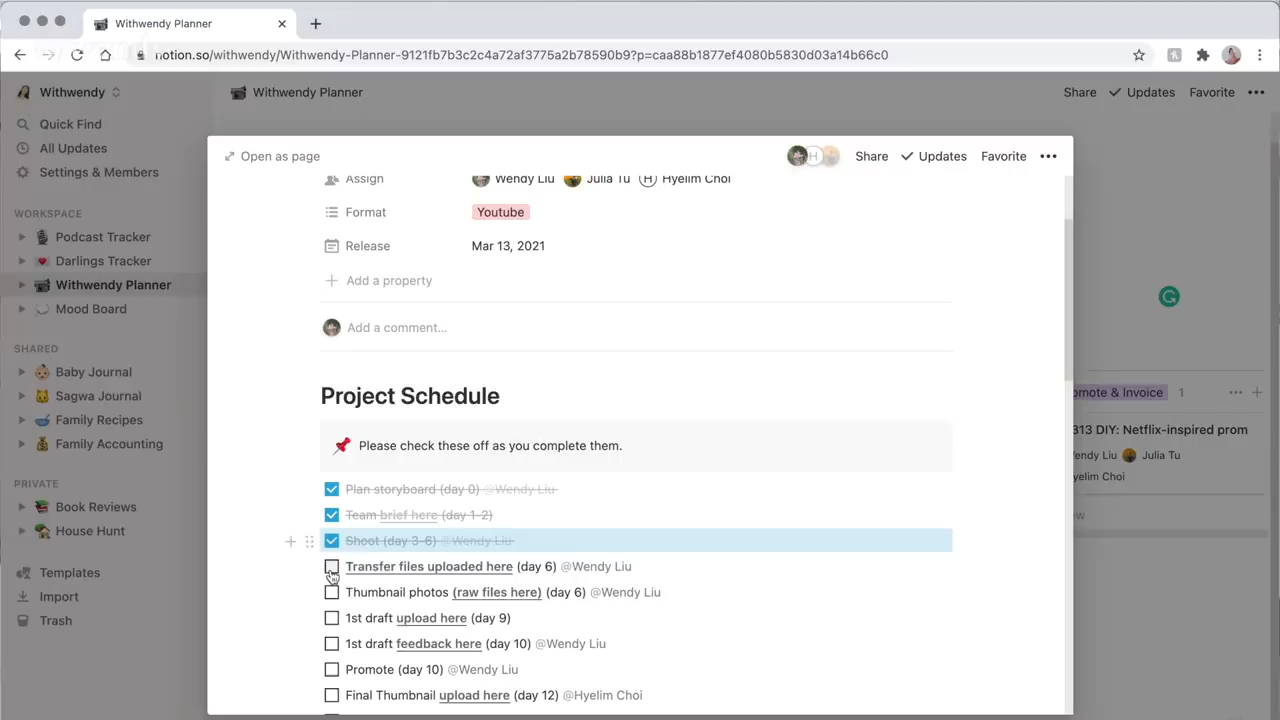 Withwendy Planner
notion.so/withwendy/Withwendy-Planner-9121fb7b3c2c4a72af3775a2b78590b9?p=caa88b1877ef4080b5830d03a14b66c0
Withwendy
Withwendy Planner
Share
Updates
Favorite
Quick Find
All Updates
Settings & Members
WORKSPACE
Podcast Tracker
Darlings Tracker
Withwendy Planner
Mood Board
SHARED
Baby Journal
Sagwa Journal
Family Recipes
Family Accounting
PRIVATE
Book Reviews
House Hunt
Templates
Import
Trash
Open as page
H
Share
Updates
Favorite
Assign Wendy Liu Julia Tu H Hyelim Choi
Format Youtube
Release Mar 13, 2021
Add a property
Add a comment...
Project Schedule
Please check these off as you complete them.
Plan storyboard (day 0) @Wendy Liu
Team brief here (day 1-2)
Shoot (day 3-6) @Wendy Liu
Transfer files uploaded here (day 6) @Wendy Liu
Thumbnail photos (raw files here) (day 6) @Wendy Liu
1st draft upload here (day 9)
1st draft feedback here (day 10) @Wendy Liu
Promote (day 10) @Wendy Liu
Final Thumbnail upload here (day 12) @Hyelim Choi
omote & Invoice 1
313 DIY: Netflix-inspired prom
endy Liu Julia Tu
yelim Choi